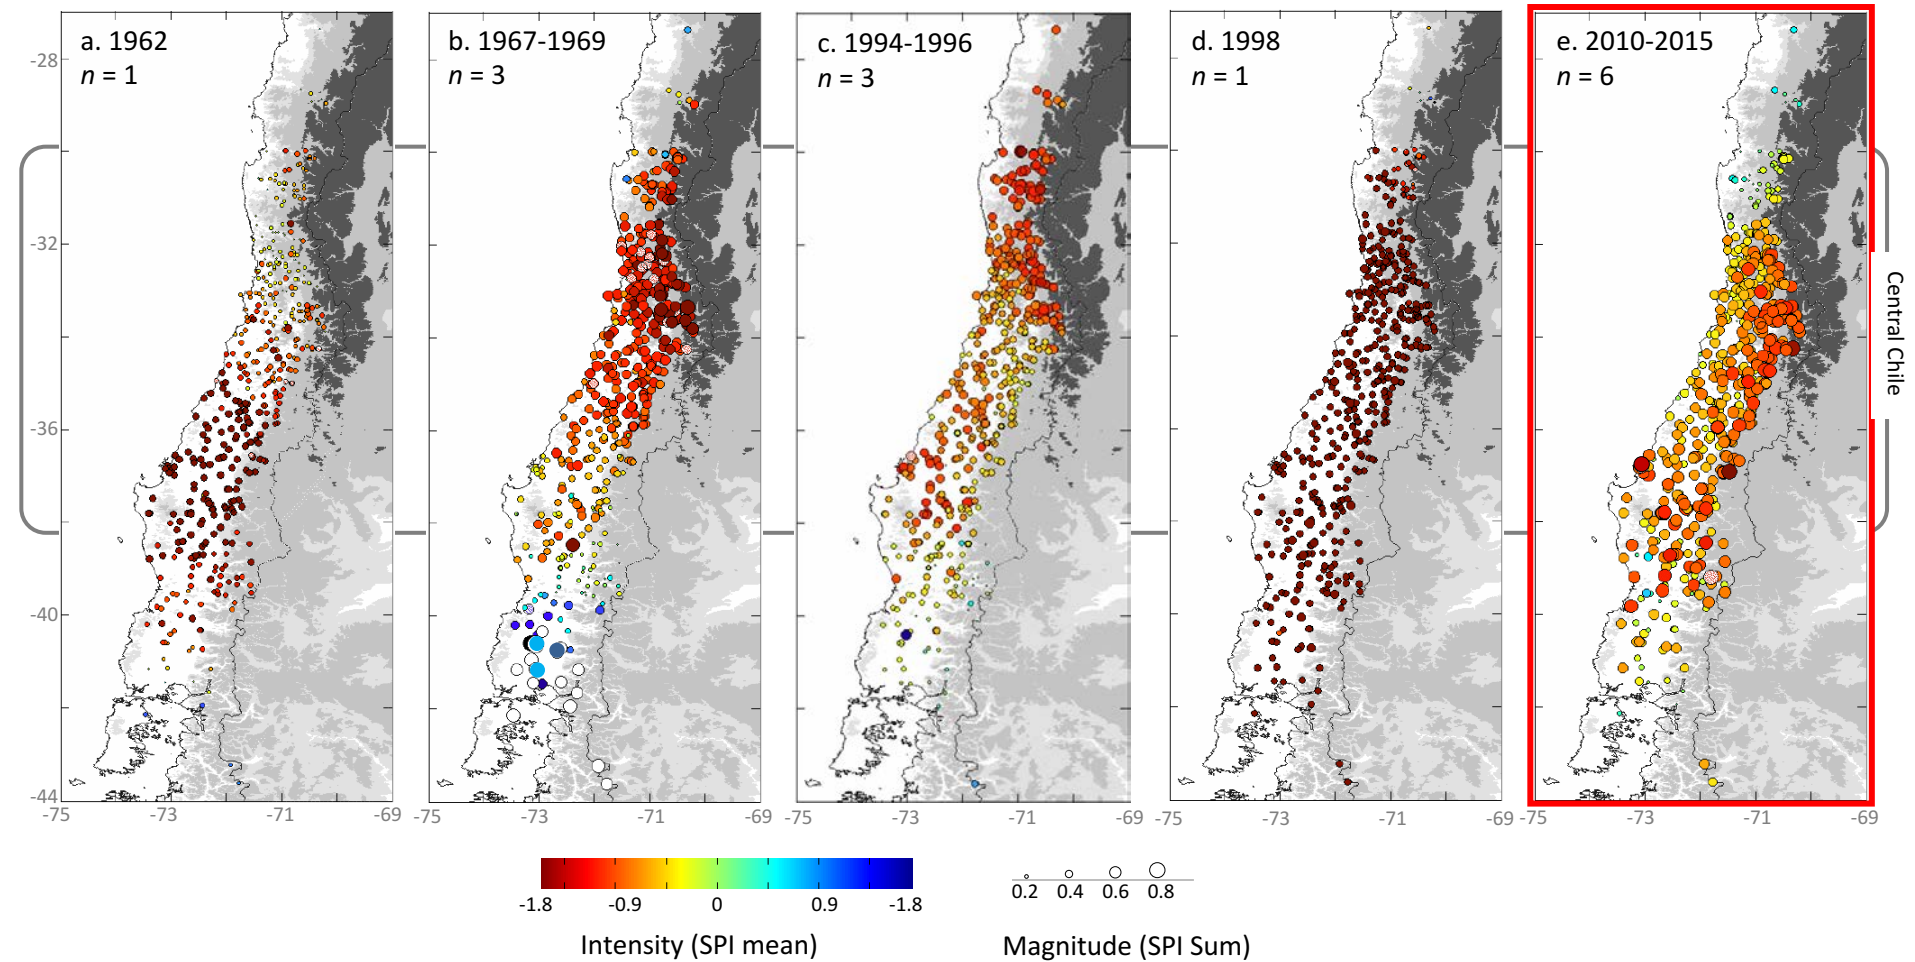 a. 1962
n = 1
b. 1967-1969
n = 3
c. 1994-1996
n = 3
d. 1998
n = 1
e. 2010-2015
n = 6
-28
-32
-36
-40
-44
-75 -73 -71 -69
-75 -73 -71 -69
-75 -73 -71 -69
-75 -73 -71 -69
-75 -73 -71 -69
Central Chile
-1.8 -0.9 0 0.9 -1.8
Intensity (SPI mean)
0.2 0.4 0.6 0.8
Magnitude (SPI Sum)